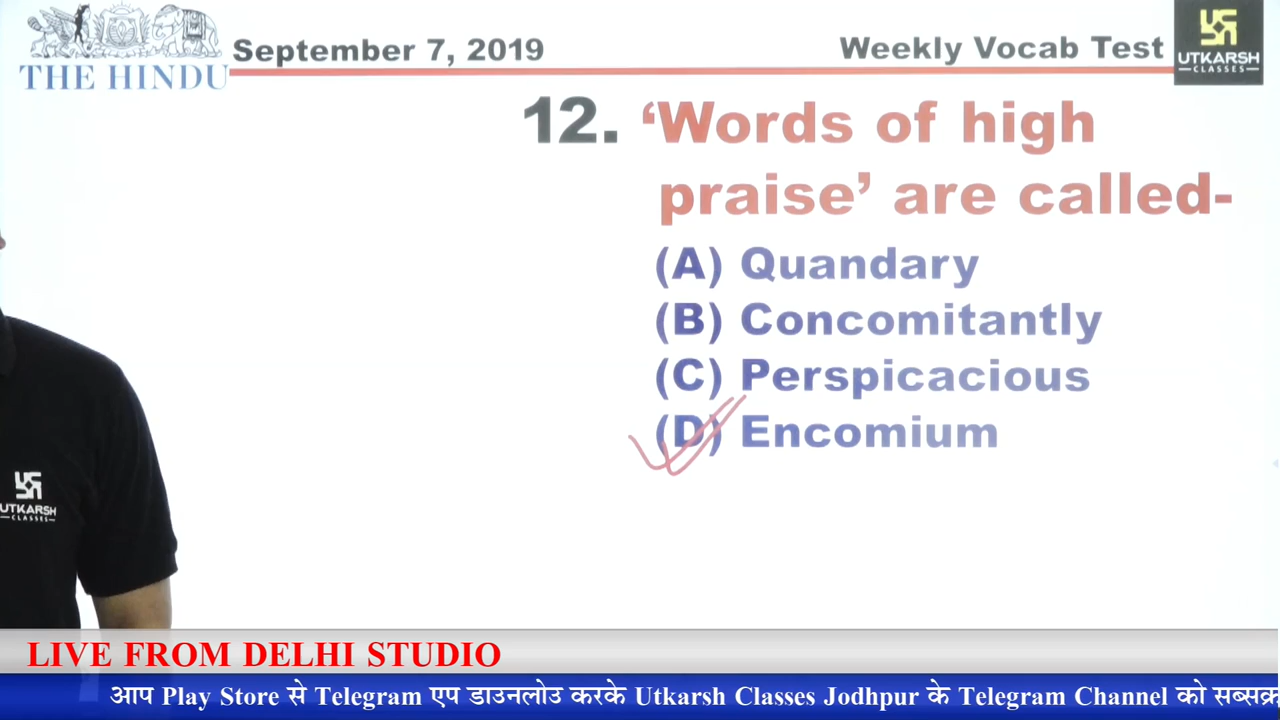 THE HINDU
September 7, 2019
Weekly Vocab Test
UTKARSH
CLASSES
12. ‘Words of high
praise’ are called-
(A) Quandary
(B) Concomitantly
(C) Perspicacious
(D) Encomium
UTKARSH
CLASSES
LIVE FROM DELHI STUDIO
आप Play Store से Telegram एप डाउनलोउ करके Utkarsh Classes Jodhpur के Telegram Channel को